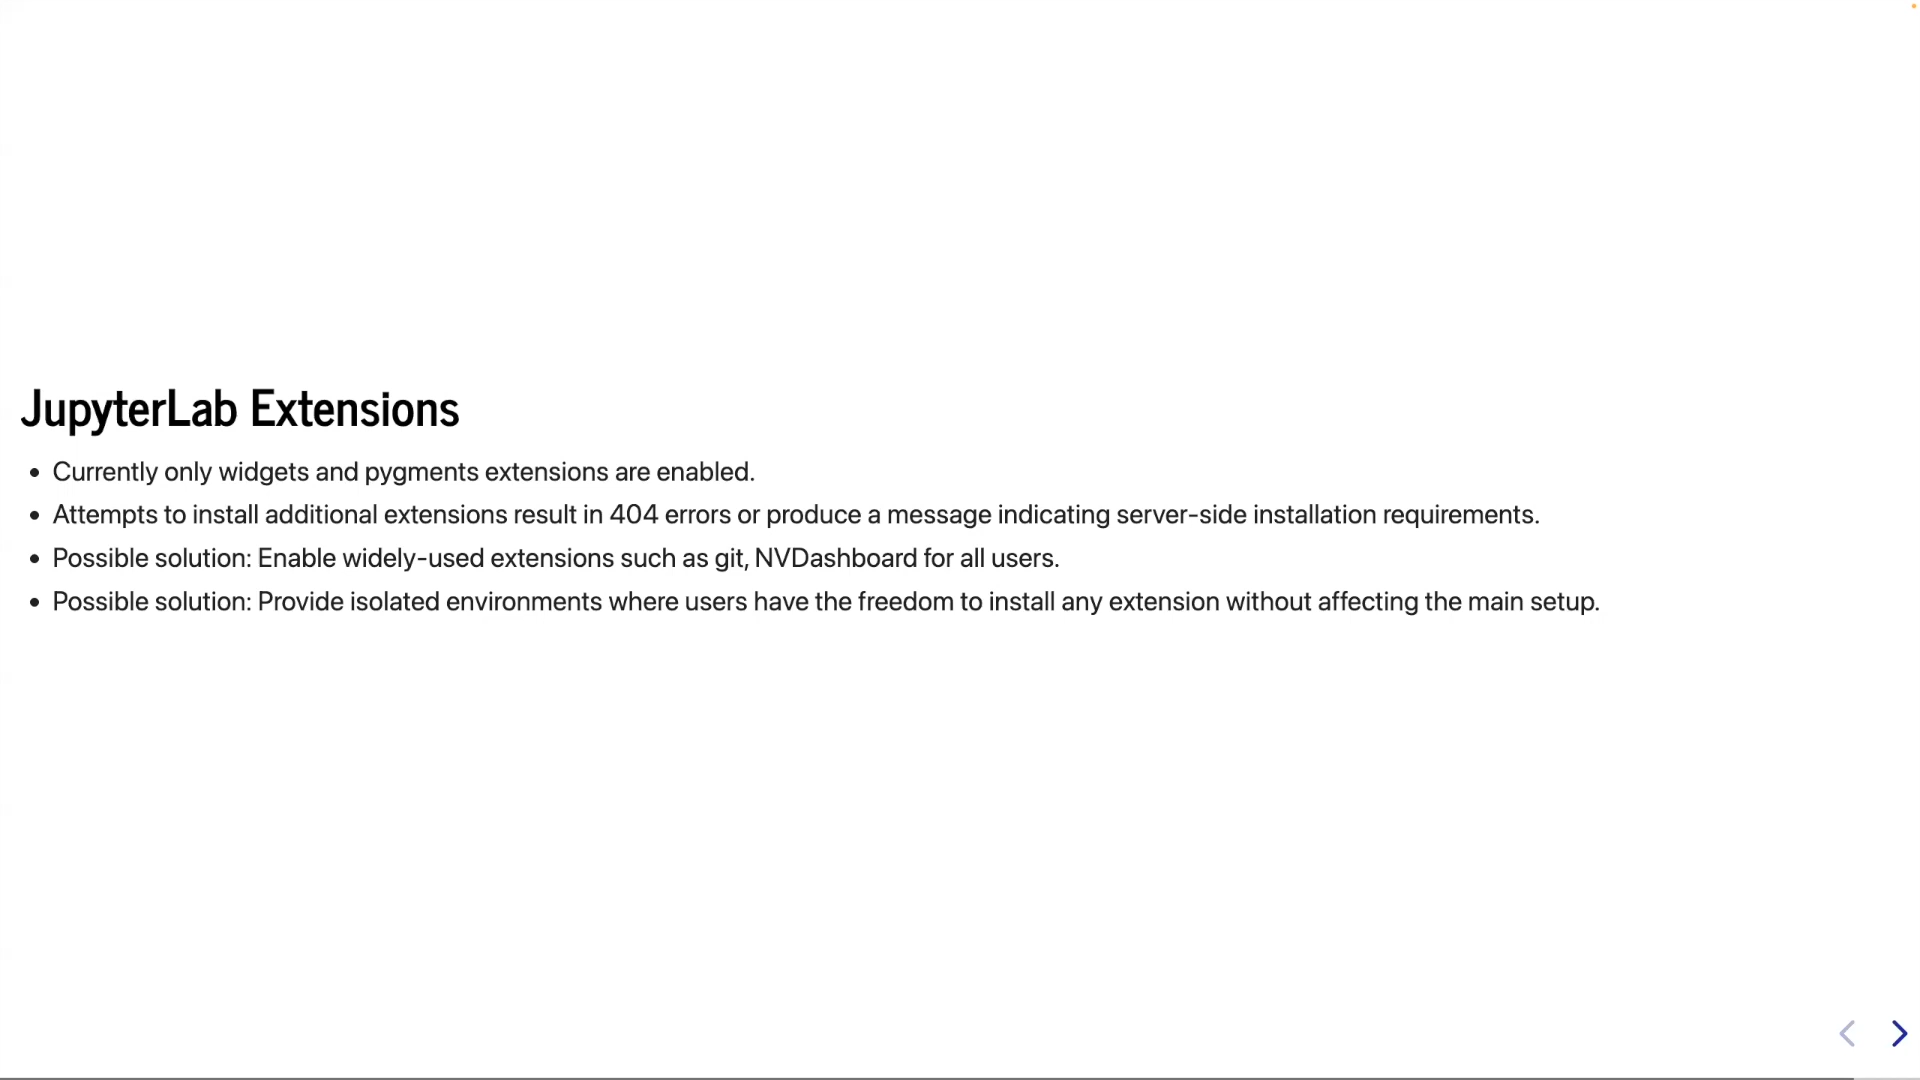 JupyterLab Extensions
• Currently only widgets and pygments extensions are enabled.
• Attempts to install additional extensions result in 404 errors or produce a message indicating server-side installation requirements.
• Possible solution: Enable widely-used extensions such as git, NVDashboard for all users.
• Possible solution: Provide isolated environments where users have the freedom to install any extension without affecting the main setup.